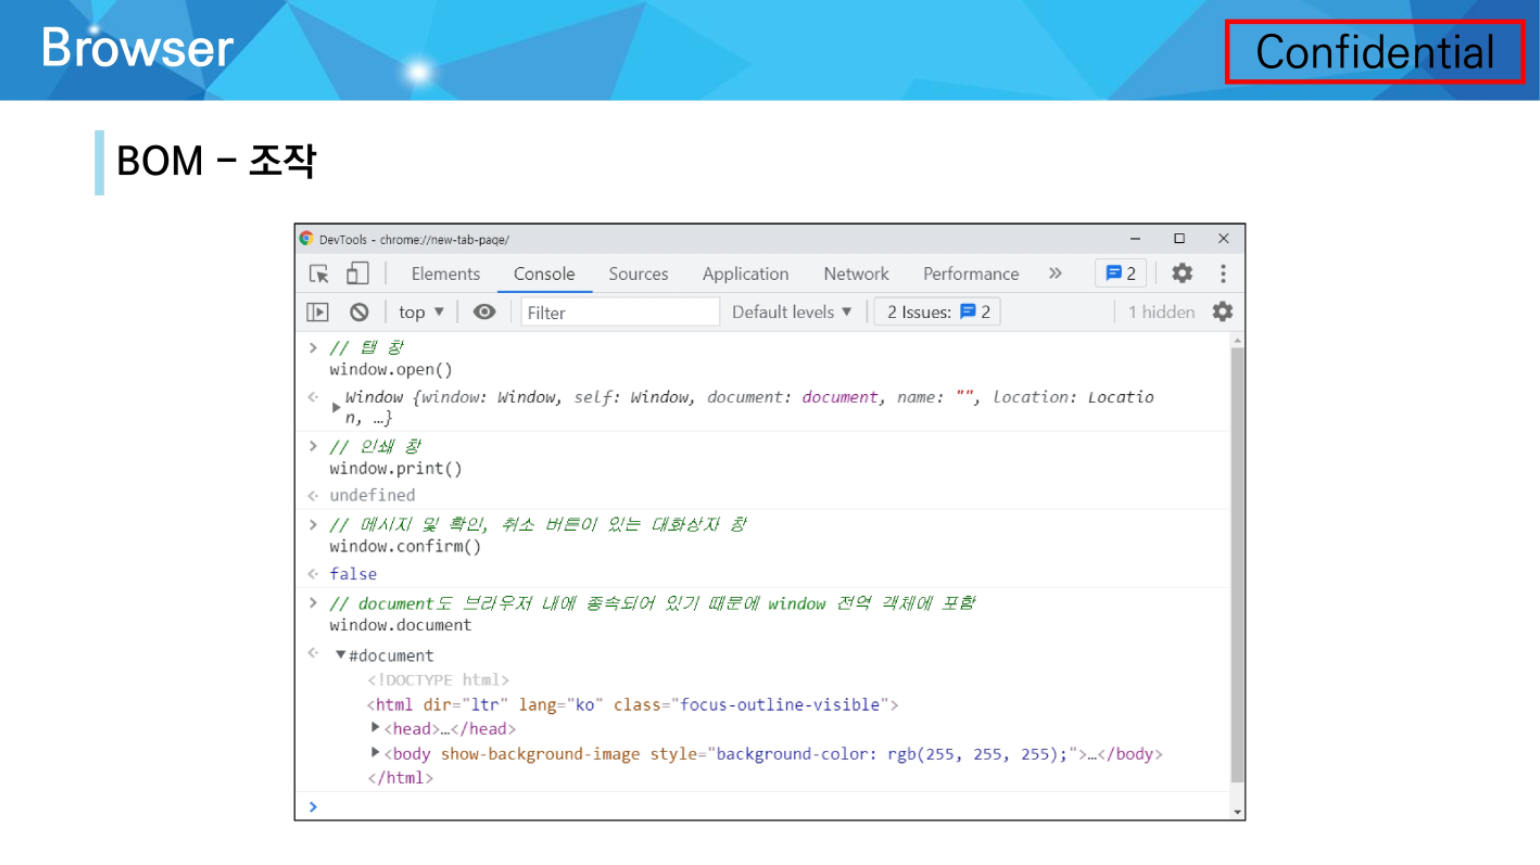 Browser
Confidential
BOM – 조작
DevTools - chrome://new-tab-page/
Elements Console Sources Application Network Performance » 2
top ▼ Filter Default levels ▼ 2 Issues: 2 1 hidden
> // 탭 창
window.open()
<· ▶Window {window: Window, self: Window, document: document, name: "", location: Locatio
n, …}
> // 인쇄 창
window.print()
<· undefined
> // 메시지 및 확인, 취소 버튼이 있는 대화상자 창
window.confirm()
<· false
> // document도 브라우저 내에 종속되어 있기 때문에 window 전역 객체에 포함
window.document
<· ▼#document
<!DOCTYPE html>
<html dir="ltr" lang="ko" class="focus-outline-visible">
▶<head>…</head>
▶<body show-background-image style="background-color: rgb(255, 255, 255);">…</body>
</html>
>